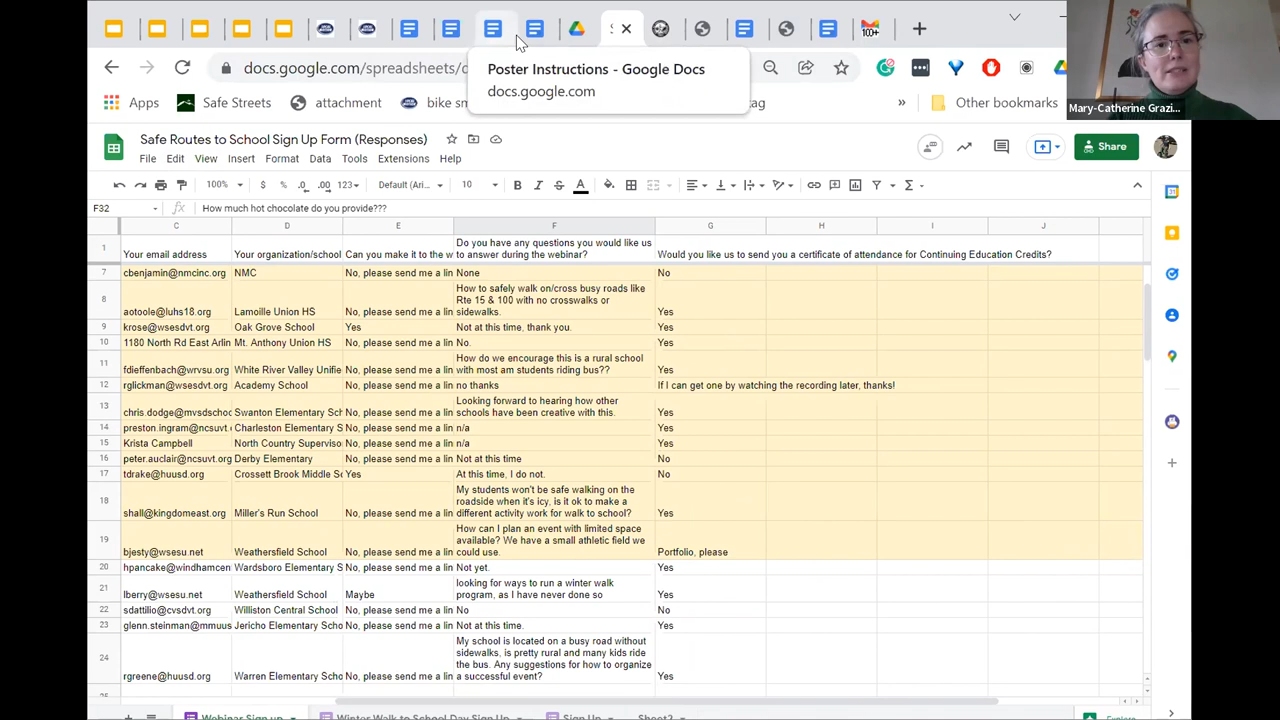 100+
Poster Instructions - Google Docs
docs.google.com
docs.google.com/spreadsheets/d
Apps
Safe Streets
attachment
bike sm
tag
»
Other bookmarks
Mary-Catherine Grazi...
Safe Routes to School Sign Up Form (Responses)
File Edit View Insert Format Data Tools Extensions Help
Share
100% $ % .0 .00 123 Default (Ari... 10 B I S A
F32 fx How much hot chocolate do you provide???
C D E F G H I J
1 Your email address Your organization/school Can you make it to the w Do you have any questions you would like us
to answer during the webinar? Would you like us to send you a certificate of attendance for Continuing Education Credits?
7 cbenjamin@nmcinc.org NMC No, please send me a lin None No
8 aotoole@luhs18.org Lamoille Union HS No, please send me a lin How to safely walk on/cross busy roads like
Rte 15 & 100 with no crosswalks or
sidewalks. Yes
9 krose@wsesdvt.org Oak Grove School Yes Not at this time, thank you. Yes
10 1180 North Rd East Arlin Mt. Anthony Union HS No, please send me a lin No. Yes
11 fdieffenbach@wrvsu.org White River Valley Unifie No, please send me a lin How do we encourage this is a rural school
with most am students riding bus?? Yes
12 rglickman@wsesdvt.org Academy School No, please send me a lin no thanks If I can get one by watching the recording later, thanks!
13 chris.dodge@mvsdschoo Swanton Elementary Sch No, please send me a lin Looking forward to hearing how other
schools have been creative with this. Yes
14 preston.ingram@ncsuvt.o Charleston Elementary S No, please send me a lin n/a Yes
15 Krista Campbell North Country Superviso No, please send me a lin n/a Yes
16 peter.auclair@ncsuvt.org Derby Elementary No, please send me a lin Not at this time No
17 tdrake@huusd.org Crossett Brook Middle S Yes At this time, I do not. No
18 shall@kingdomeast.org Miller's Run School No, please send me a lin My students won't be safe walking on the
roadside when it's icy, is it ok to make a
different activity work for walk to school? Yes
19 bjesty@wsesu.net Weathersfield School No, please send me a lin How can I plan an event with limited space
available? We have a small athletic field we
could use. Portfolio, please
20 hpancake@windhamcen Wardsboro Elementary S No, please send me a lin Not yet. Yes
21 lberry@wsesu.net Weathersfield School Maybe looking for ways to run a winter walk
program, as I have never done so Yes
22 sdattilio@cvsdvt.org Williston Central School No, please send me a lin No No
23 glenn.steinman@mmuus Jericho Elementary Scho No, please send me a lin Not at this time. Yes
24 rgreene@huusd.org Warren Elementary Scho No, please send me a lin My school is located on a busy road without
sidewalks, is pretty rural and many kids ride
the bus. Any suggestions for how to organize
a successful event? Yes
Webinar Sign up Winter Walk to School Day Sign Up Sign Up Sheet2 Explore